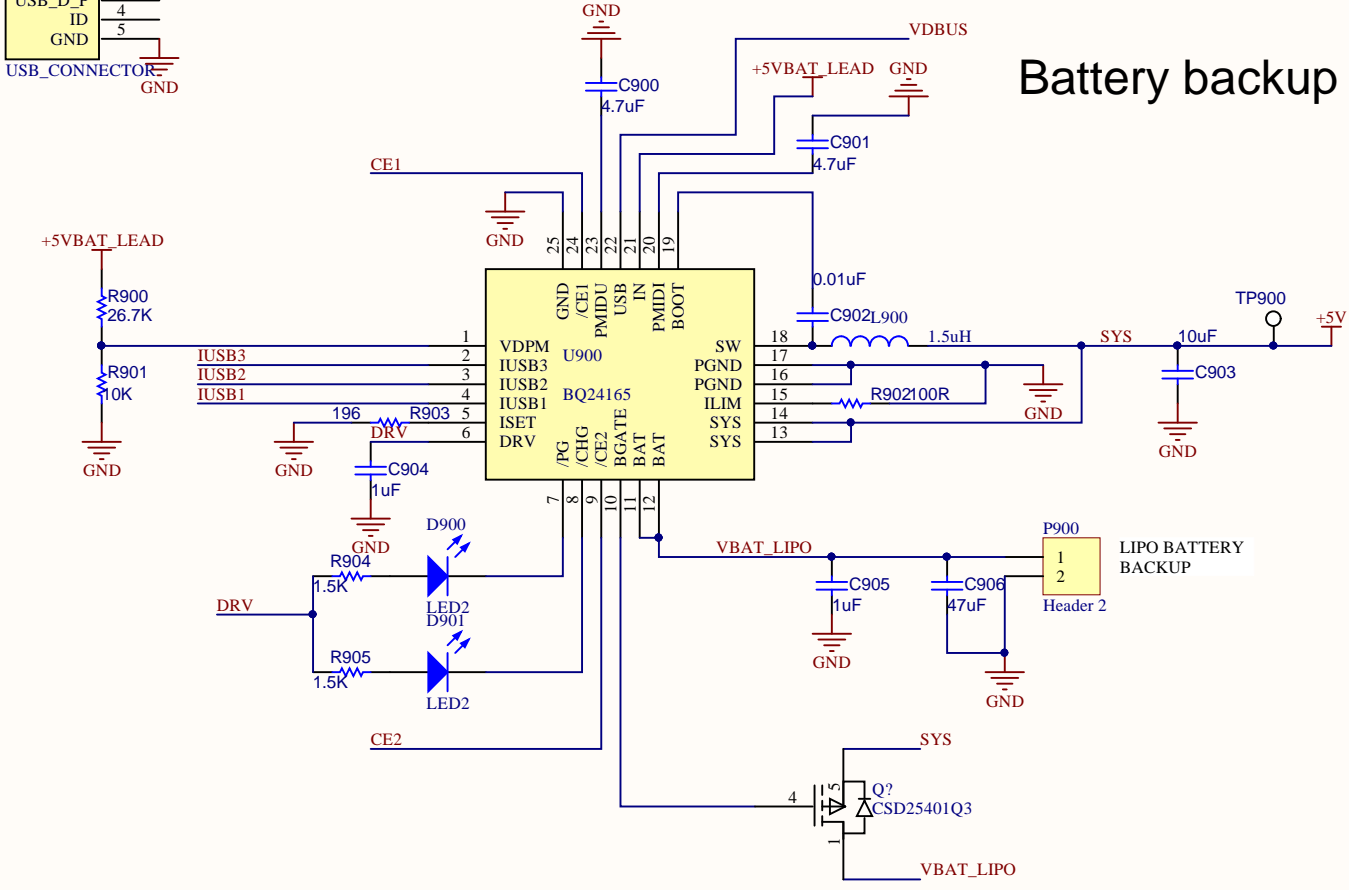 USB_D_P
ID 4
GND 5
USB_CONNECTOR
GND
GND
C900
4.7uF
VDBUS
+5VBAT_LEAD
GND
Battery backup
C901
4.7uF
CE1
GND
25
24
23
22
21
20
19
GND
/CE1
PMIDU
USB
IN
PMIDI
BOOT
+5VBAT_LEAD
R900
26.7K
R901
10K
GND
IUSB3
IUSB2
IUSB1
1 VDPM
2 IUSB3
3 IUSB2
4 IUSB1
5 ISET
6 DRV
U900
BQ24165
SW 18
PGND 17
PGND 16
ILIM 15
SYS 14
SYS 13
0.01uF
C902
L900
1.5uH
SYS
10uF
C903
GND
TP900
+5V
R902
100R
GND
196
R903
GND
DRV
C904
1uF
GND
/PG
/CHG
/CE2
BGATE
BAT
BAT
7
8
9
10
11
12
D900
R904
1.5K
LED2
DRV
D901
R905
1.5K
LED2
CE2
VBAT_LIPO
C905
1uF
GND
C906
47uF
GND
P900
1
2
Header 2
LIPO BATTERY
BACKUP
SYS
4
5
1
Q?
CSD25401Q3
VBAT_LIPO